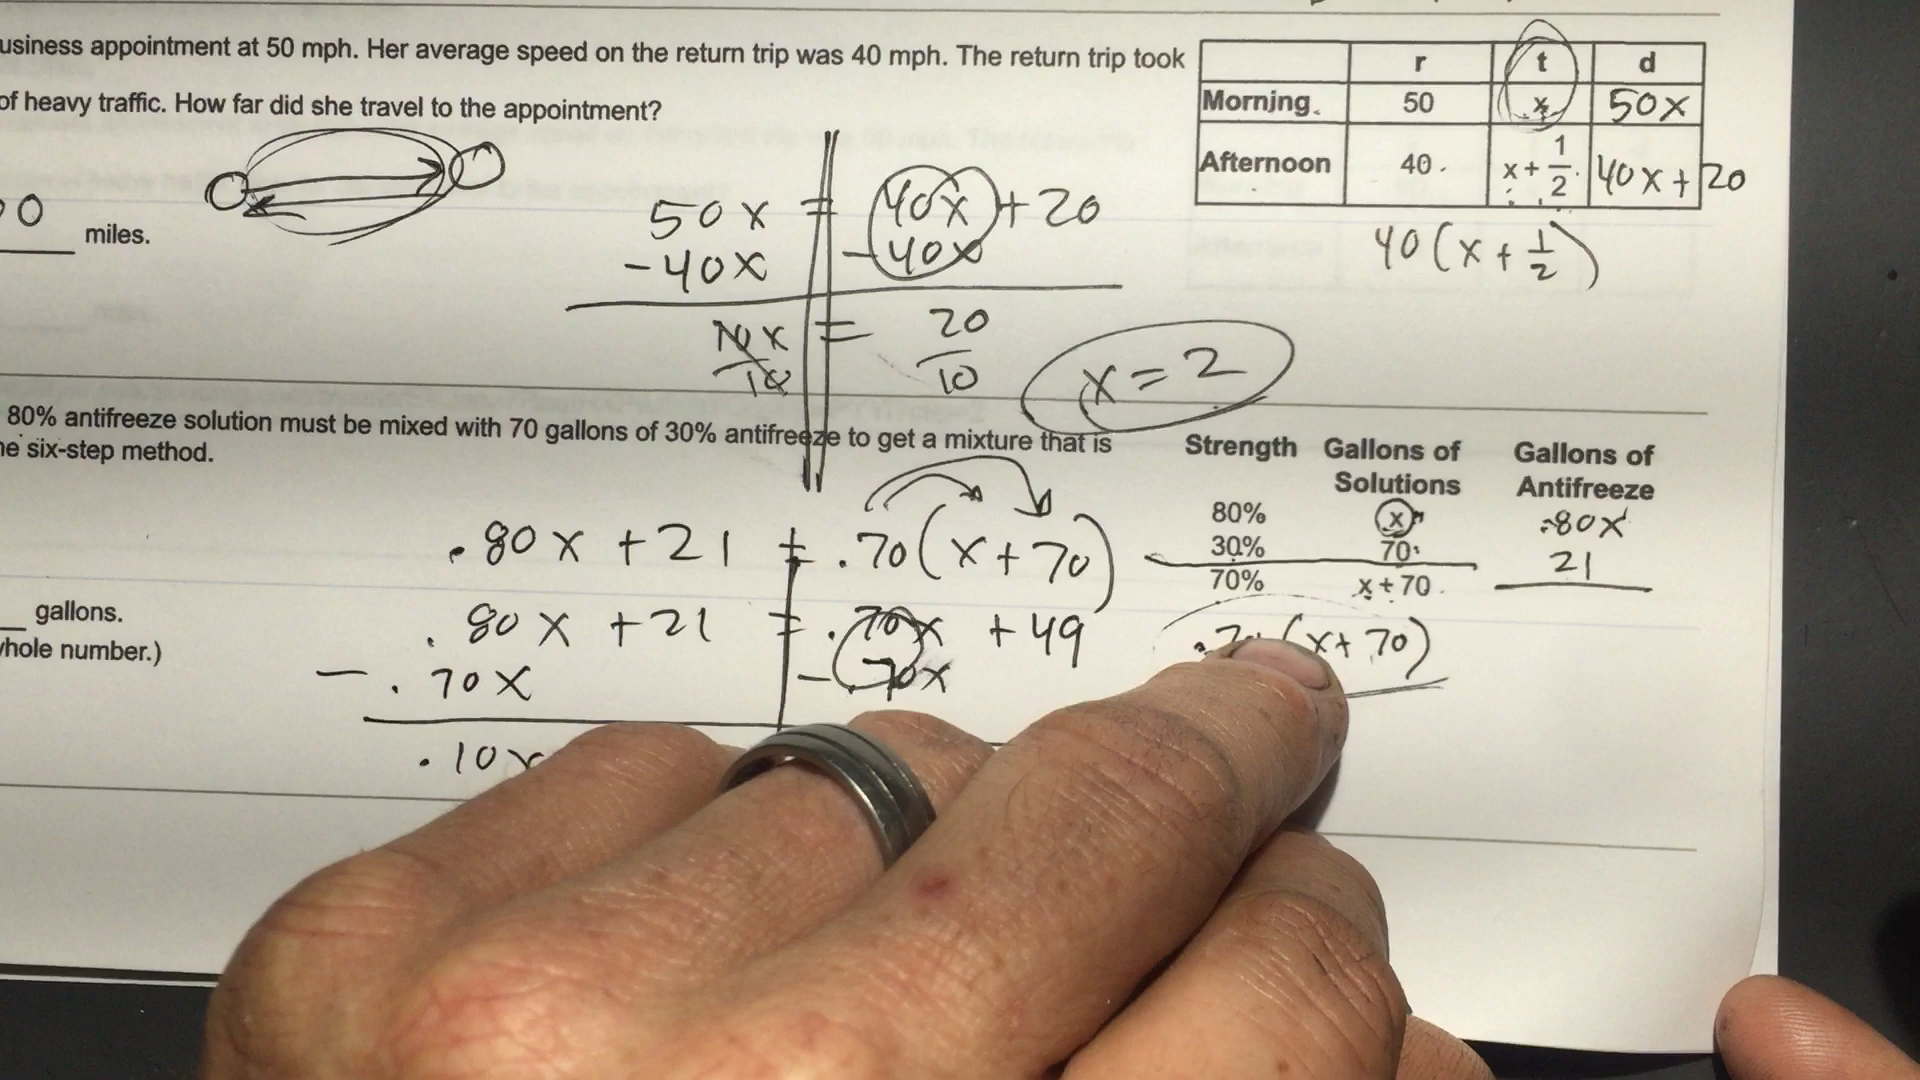 usiness appointment at 50 mph. Her average speed on the return trip was 40 mph. The return trip took
of heavy traffic. How far did she travel to the appointment?
0 miles.
r t d
Morning 50 x 50x
Afternoon 40 x + 1/2 40x + 20
40(x + 1/2)
50x = 40x + 20
-40x -40x
10x = 20
10 10
x = 2
80% antifreeze solution must be mixed with 70 gallons of 30% antifreeze to get a mixture that is
he six-step method.
gallons.
whole number.)
Strength Gallons of Solutions Gallons of Antifreeze
80% x .80x
30% 70 21
70% x + 70
(x + 70)
.80x + 21 = .70(x + 70)
.80x + 21 = .70x + 49
- .70x - .70x
.10x